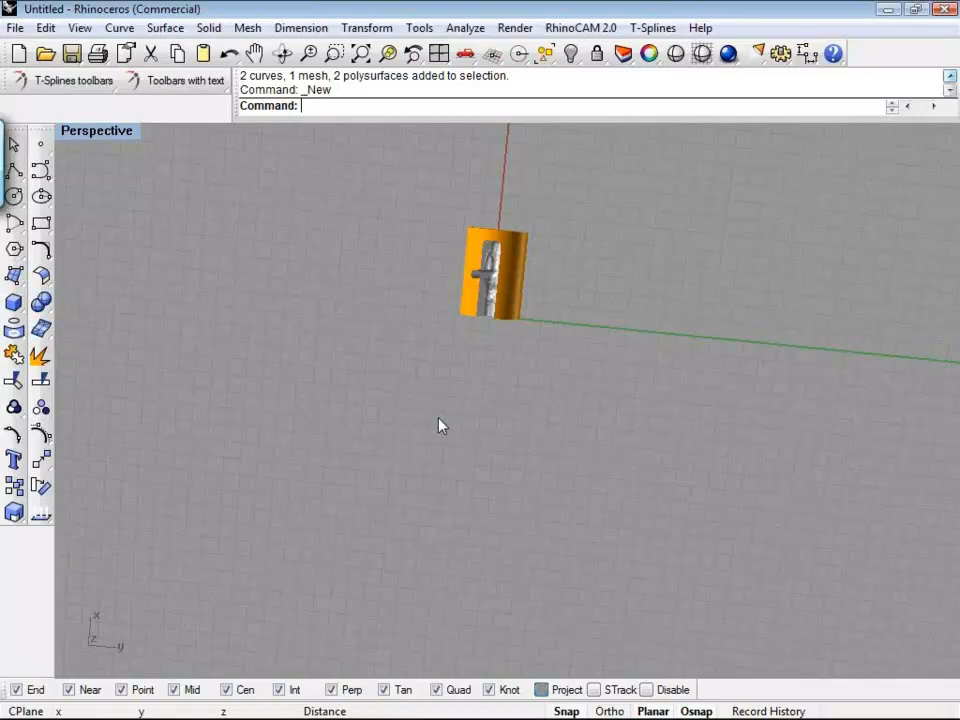 Untitled - Rhinoceros (Commercial)
File Edit View Curve Surface Solid Mesh Dimension Transform Tools Analyze Render RhinoCAM 2.0 T-Splines Help
T-Splines toolbars Toolbars with text
2 curves, 1 mesh, 2 polysurfaces added to selection.
Command: _New
Command:
Perspective
x
z
y
End Near Point Mid Cen Int Perp Tan Quad Knot Project STrack Disable
CPlane x y z Distance Snap Ortho Planar Osnap Record History